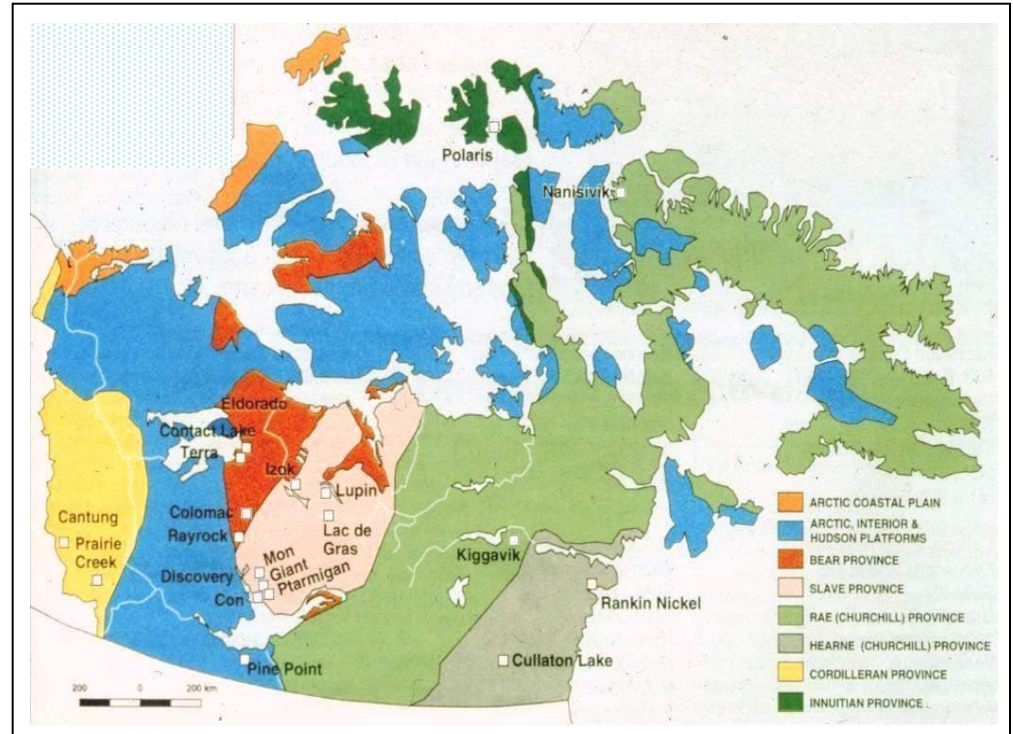 Polaris
Nanisivik
Eldorado
Contact Lake
Terra
Izok
Lupin
Colomac
Lac de
Gras
Rayrock
Cantung
Prairie
Creek
Mon
Giant
Ptarmigan
Discovery
Con
Kiggavik
Rankin Nickel
Pine Point
Cullaton Lake
200 0 200 km
ARCTIC COASTAL PLAIN
ARCTIC, INTERIOR &
HUDSON PLATFORMS
BEAR PROVINCE
SLAVE PROVINCE
RAE (CHURCHILL) PROVINCE
HEARNE (CHURCHILL) PROVINCE
CORDILLERAN PROVINCE
INNUITIAN PROVINCE